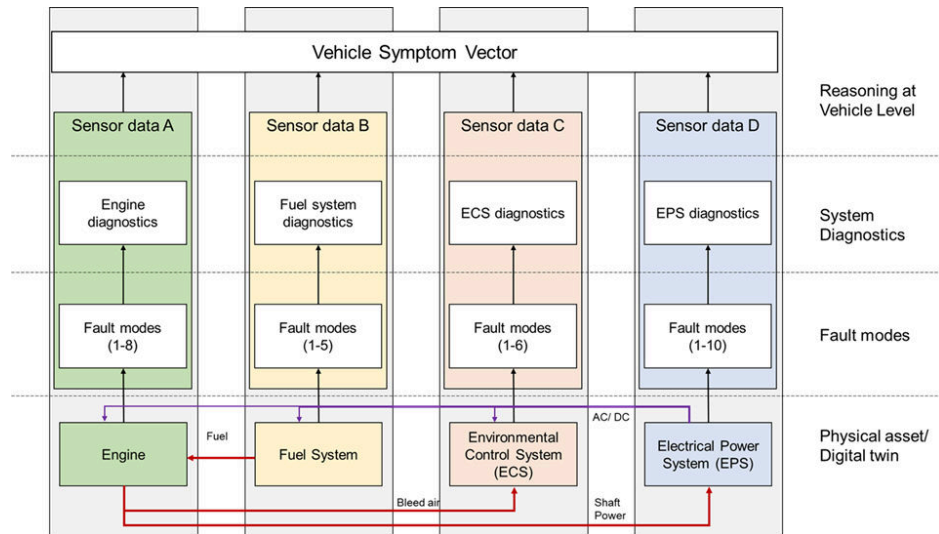 Vehicle Symptom Vector
Reasoning at
Vehicle Level
Sensor data A
Sensor data B
Sensor data C
Sensor data D
Engine
diagnostics
Fuel system
diagnostics
ECS diagnostics
EPS diagnostics
System
Diagnostics
Fault modes
(1-8)
Fault modes
(1-5)
Fault modes
(1-6)
Fault modes
(1-10)
Fault modes
AC/ DC
Fuel
Engine
Fuel System
Environmental
Control System
(ECS)
Electrical Power
System (EPS)
Physical asset/
Digital twin
Bleed air
Shaft
Power